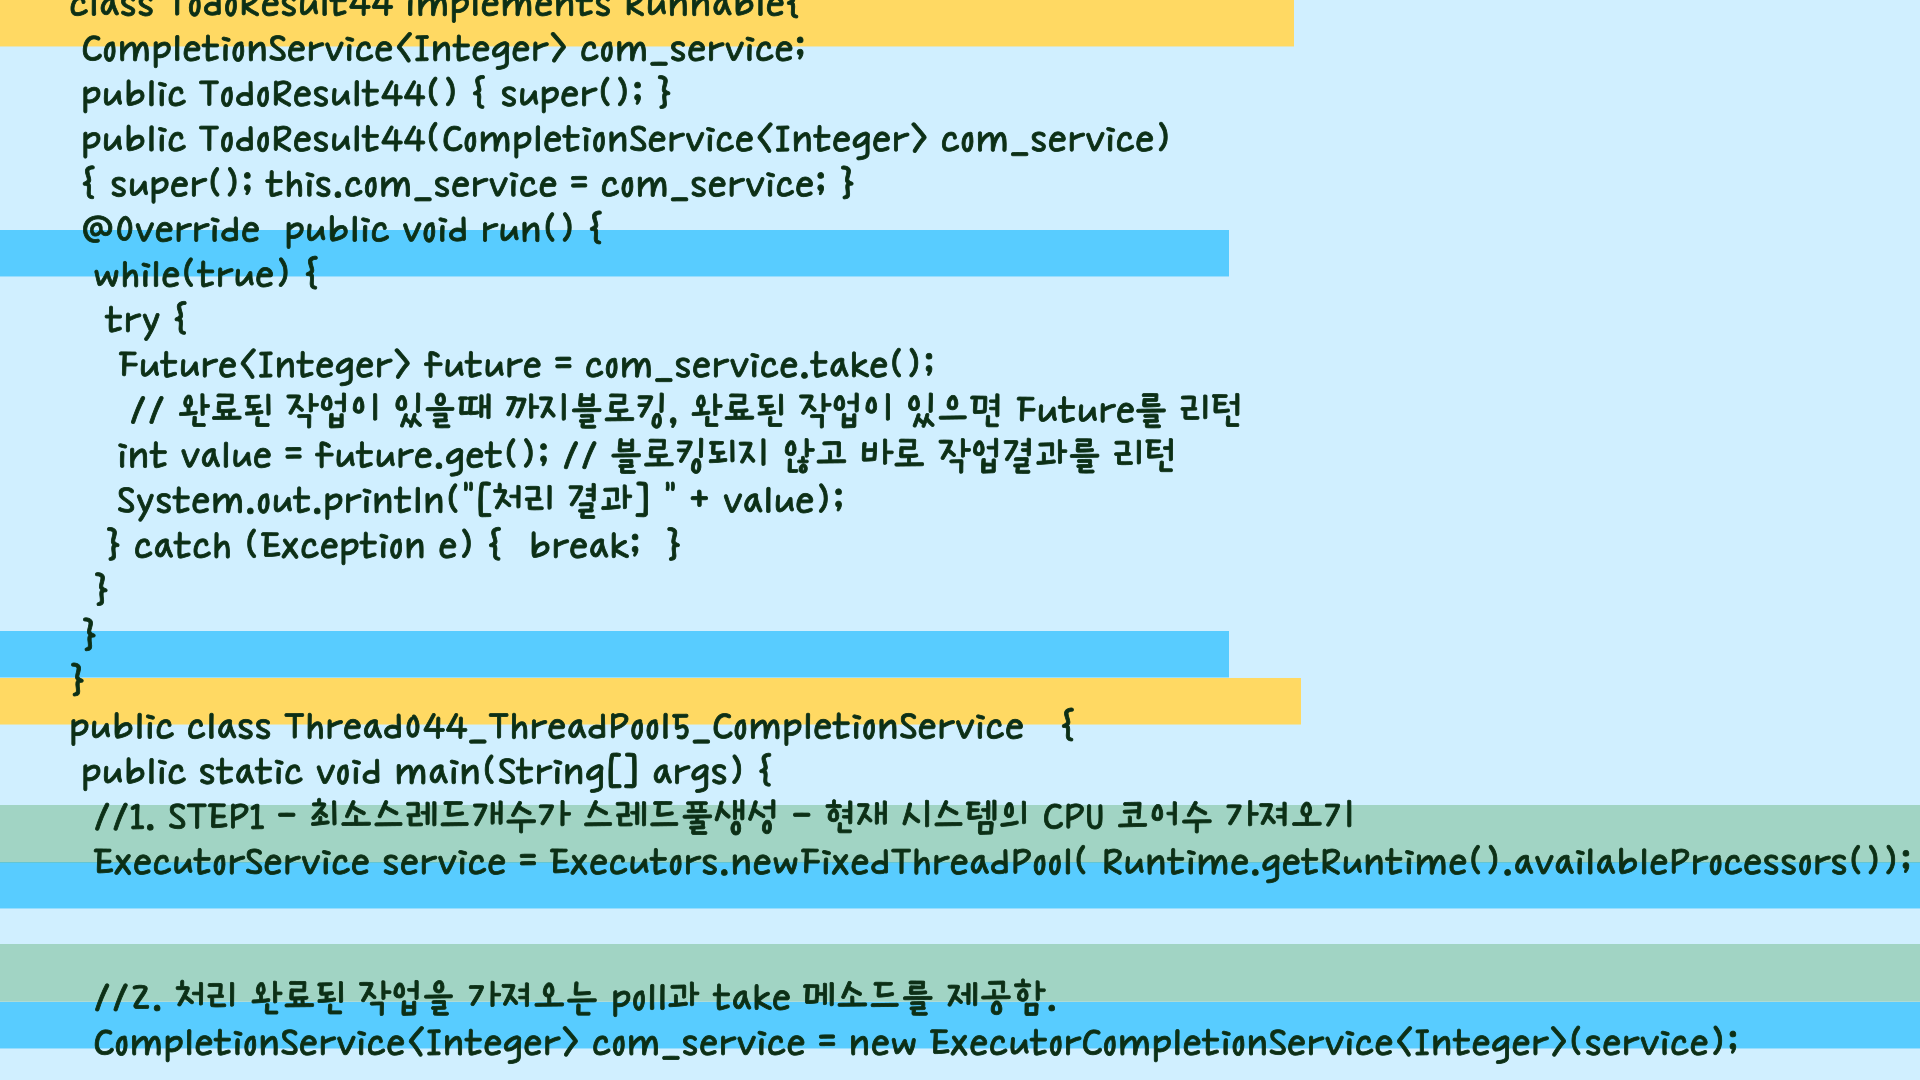 class TodoResult44 implements Runnable{
CompletionService<Integer> com_service;
public TodoResult44() { super(); }
public TodoResult44(CompletionService<Integer> com_service)
{ super(); this.com_service = com_service; }
@Override  public void run() {
while(true) {
try {
Future<Integer> future = com_service.take();
// 완료된 작업이 있을때 까지블로킹, 완료된 작업이 있으면 Future를 리턴
int value = future.get(); // 블로킹되지 않고 바로 작업결과를 리턴
System.out.println("[처리 결과] " + value);
} catch (Exception e) {  break;  }
}
}
}
public class Thread044_ThreadPool5_CompletionService   {
public static void main(String[] args) {
//1. STEP1 - 최소스레드개수가 스레드풀생성 - 현재 시스템의 CPU 코어수 가져오기
ExecutorService service = Executors.newFixedThreadPool( Runtime.getRuntime().availableProcessors());
//2. 처리 완료된 작업을 가져오는 poll과 take 메소드를 제공함.
CompletionService<Integer> com_service = new ExecutorCompletionService<Integer>(service);